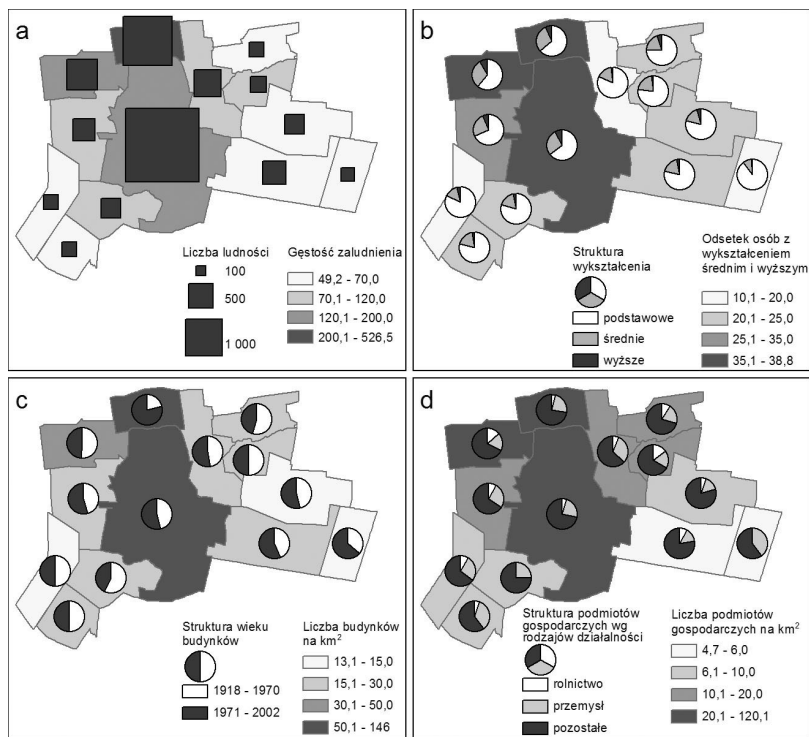 a
Liczba ludności
100
500
1 000
Gęstość zaludnienia
49,2 - 70,0
70,1 - 120,0
120,1 - 200,0
200,1 - 526,5
b
Struktura
wykształcenia
podstawowe
średnie
wyższe
Odsetek osób z
wykształceniem
średnim i wyższym
10,1 - 20,0
20,1 - 25,0
25,1 - 35,0
35,1 - 38,8
c
Struktura wieku
budynków
1918 - 1970
1971 - 2002
Liczba budynków
na km²
13,1 - 15,0
15,1 - 30,0
30,1 - 50,0
50,1 - 146
d
Struktura podmiotów
gospodarczych wg
rodzajów działalności
rolnictwo
przemysł
pozostałe
Liczba podmiotów
gospodarczych na km²
4,7 - 6,0
6,1 - 10,0
10,1 - 20,0
20,1 - 120,1